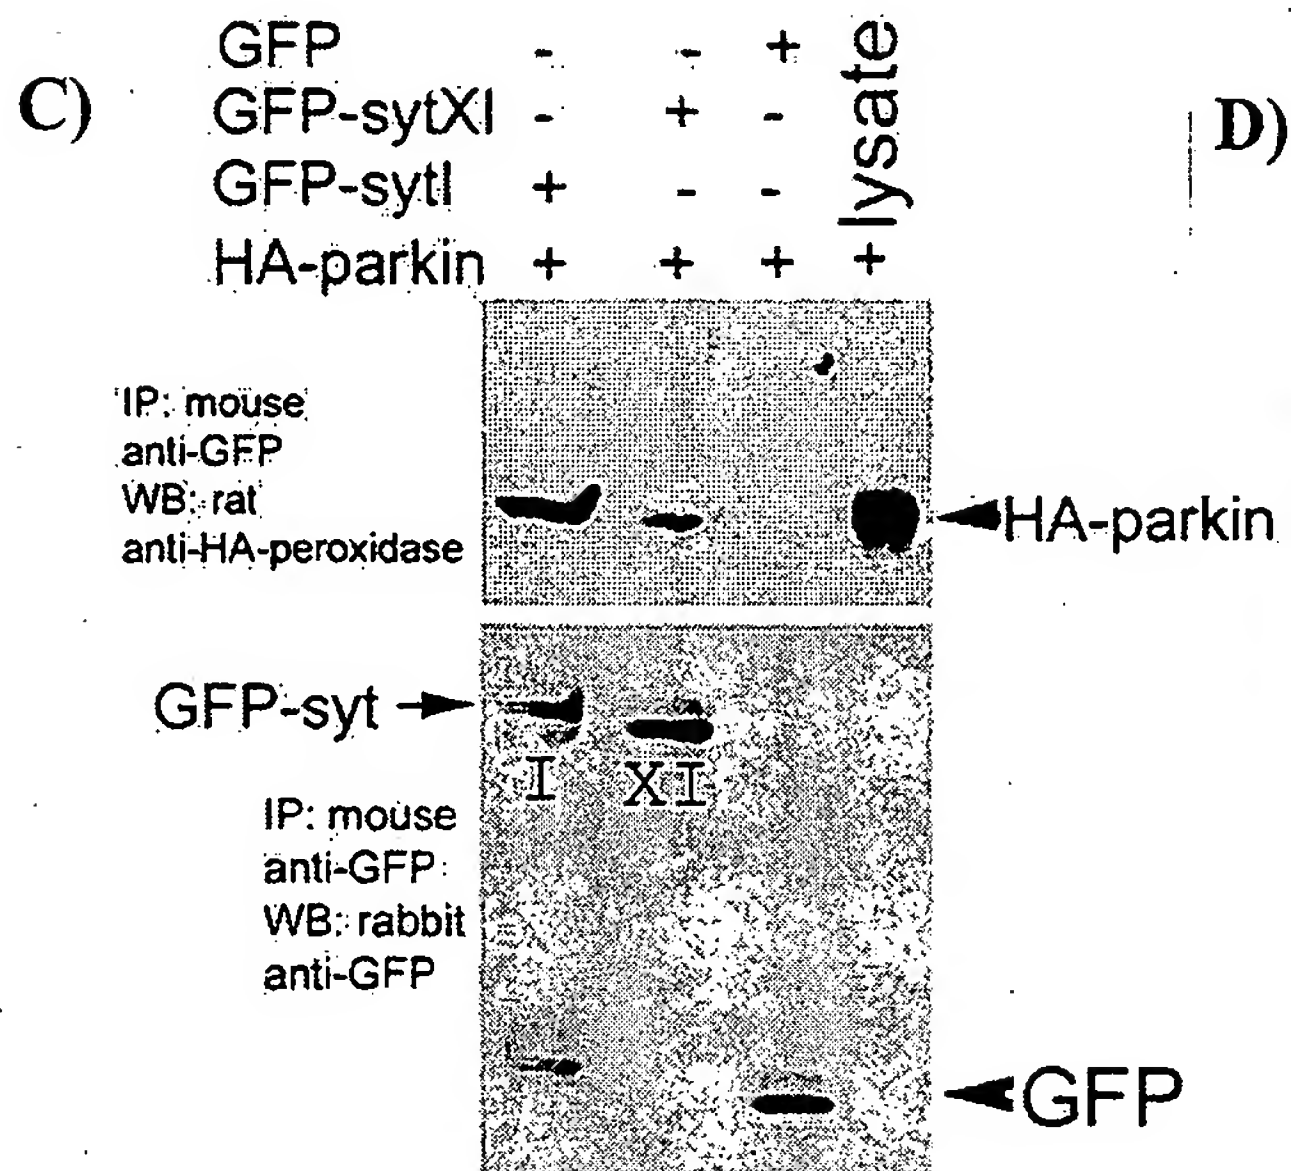 C)
GFP - - +
GFP-sytXI - + -
GFP-sytI + - -
HA-parkin + + + + lysate
D)
IP: mouse
anti-GFP
WB: rat
anti-HA-peroxidase
HA-parkin
GFP-syt
I XI
IP: mouse
anti-GFP
WB: rabbit
anti-GFP
GFP